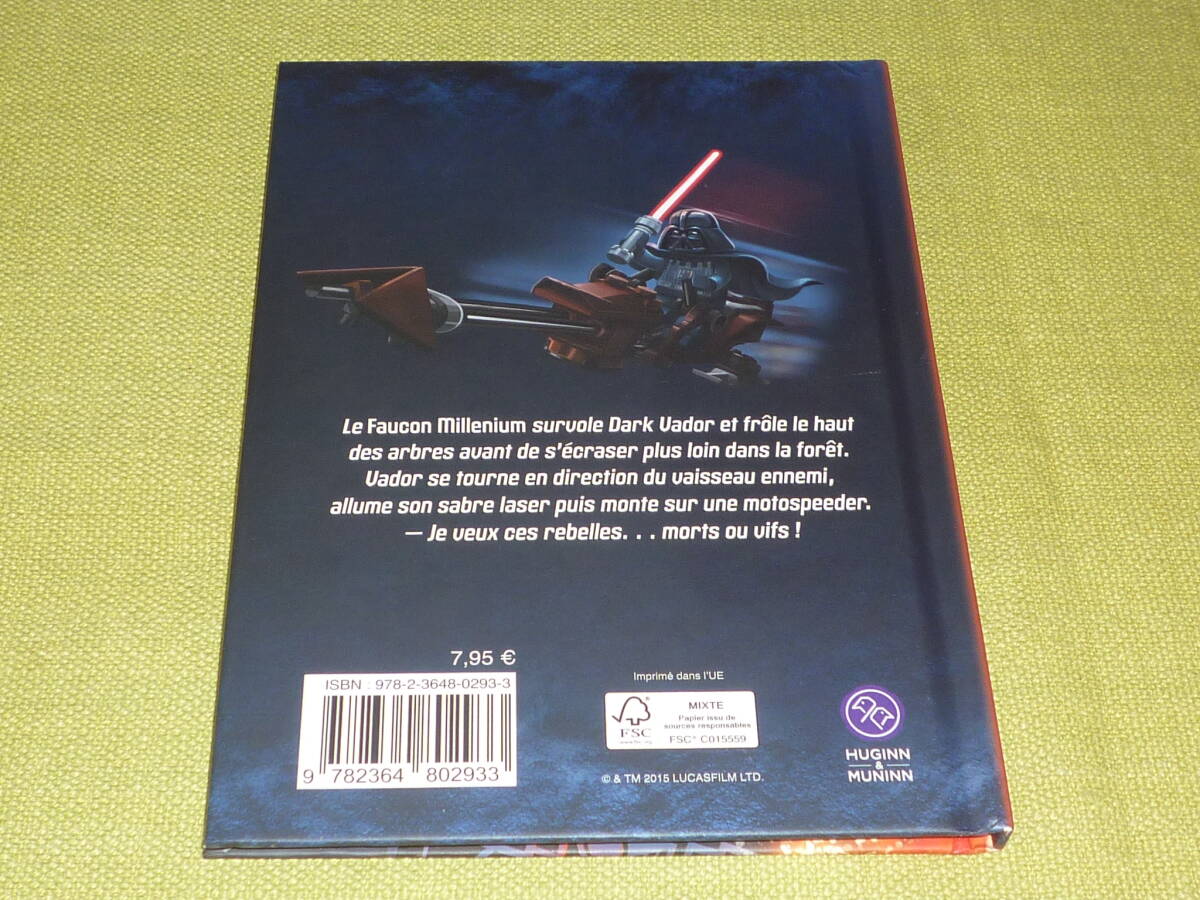 Le Faucon Millenium survole Dark Vador et frôle le haut
des arbres avant de s'écraser plus loin dans la forêt.
Vador se tourne en direction du vaisseau ennemi,
allume son sabre laser puis monte sur une motospeeder.
— Je veux ces rebelles. . . morts ou vifs !
7,95 €
ISBN : 978-2-3648-0293-3
9 782364 802933
Imprimé dans l'UE
FSC
www.fsc.org
MIXTE
Papier issu de
sources responsables
FSC® C015559
© & TM 2015 LUCASFILM LTD.
HUGINN
&
MUNINN